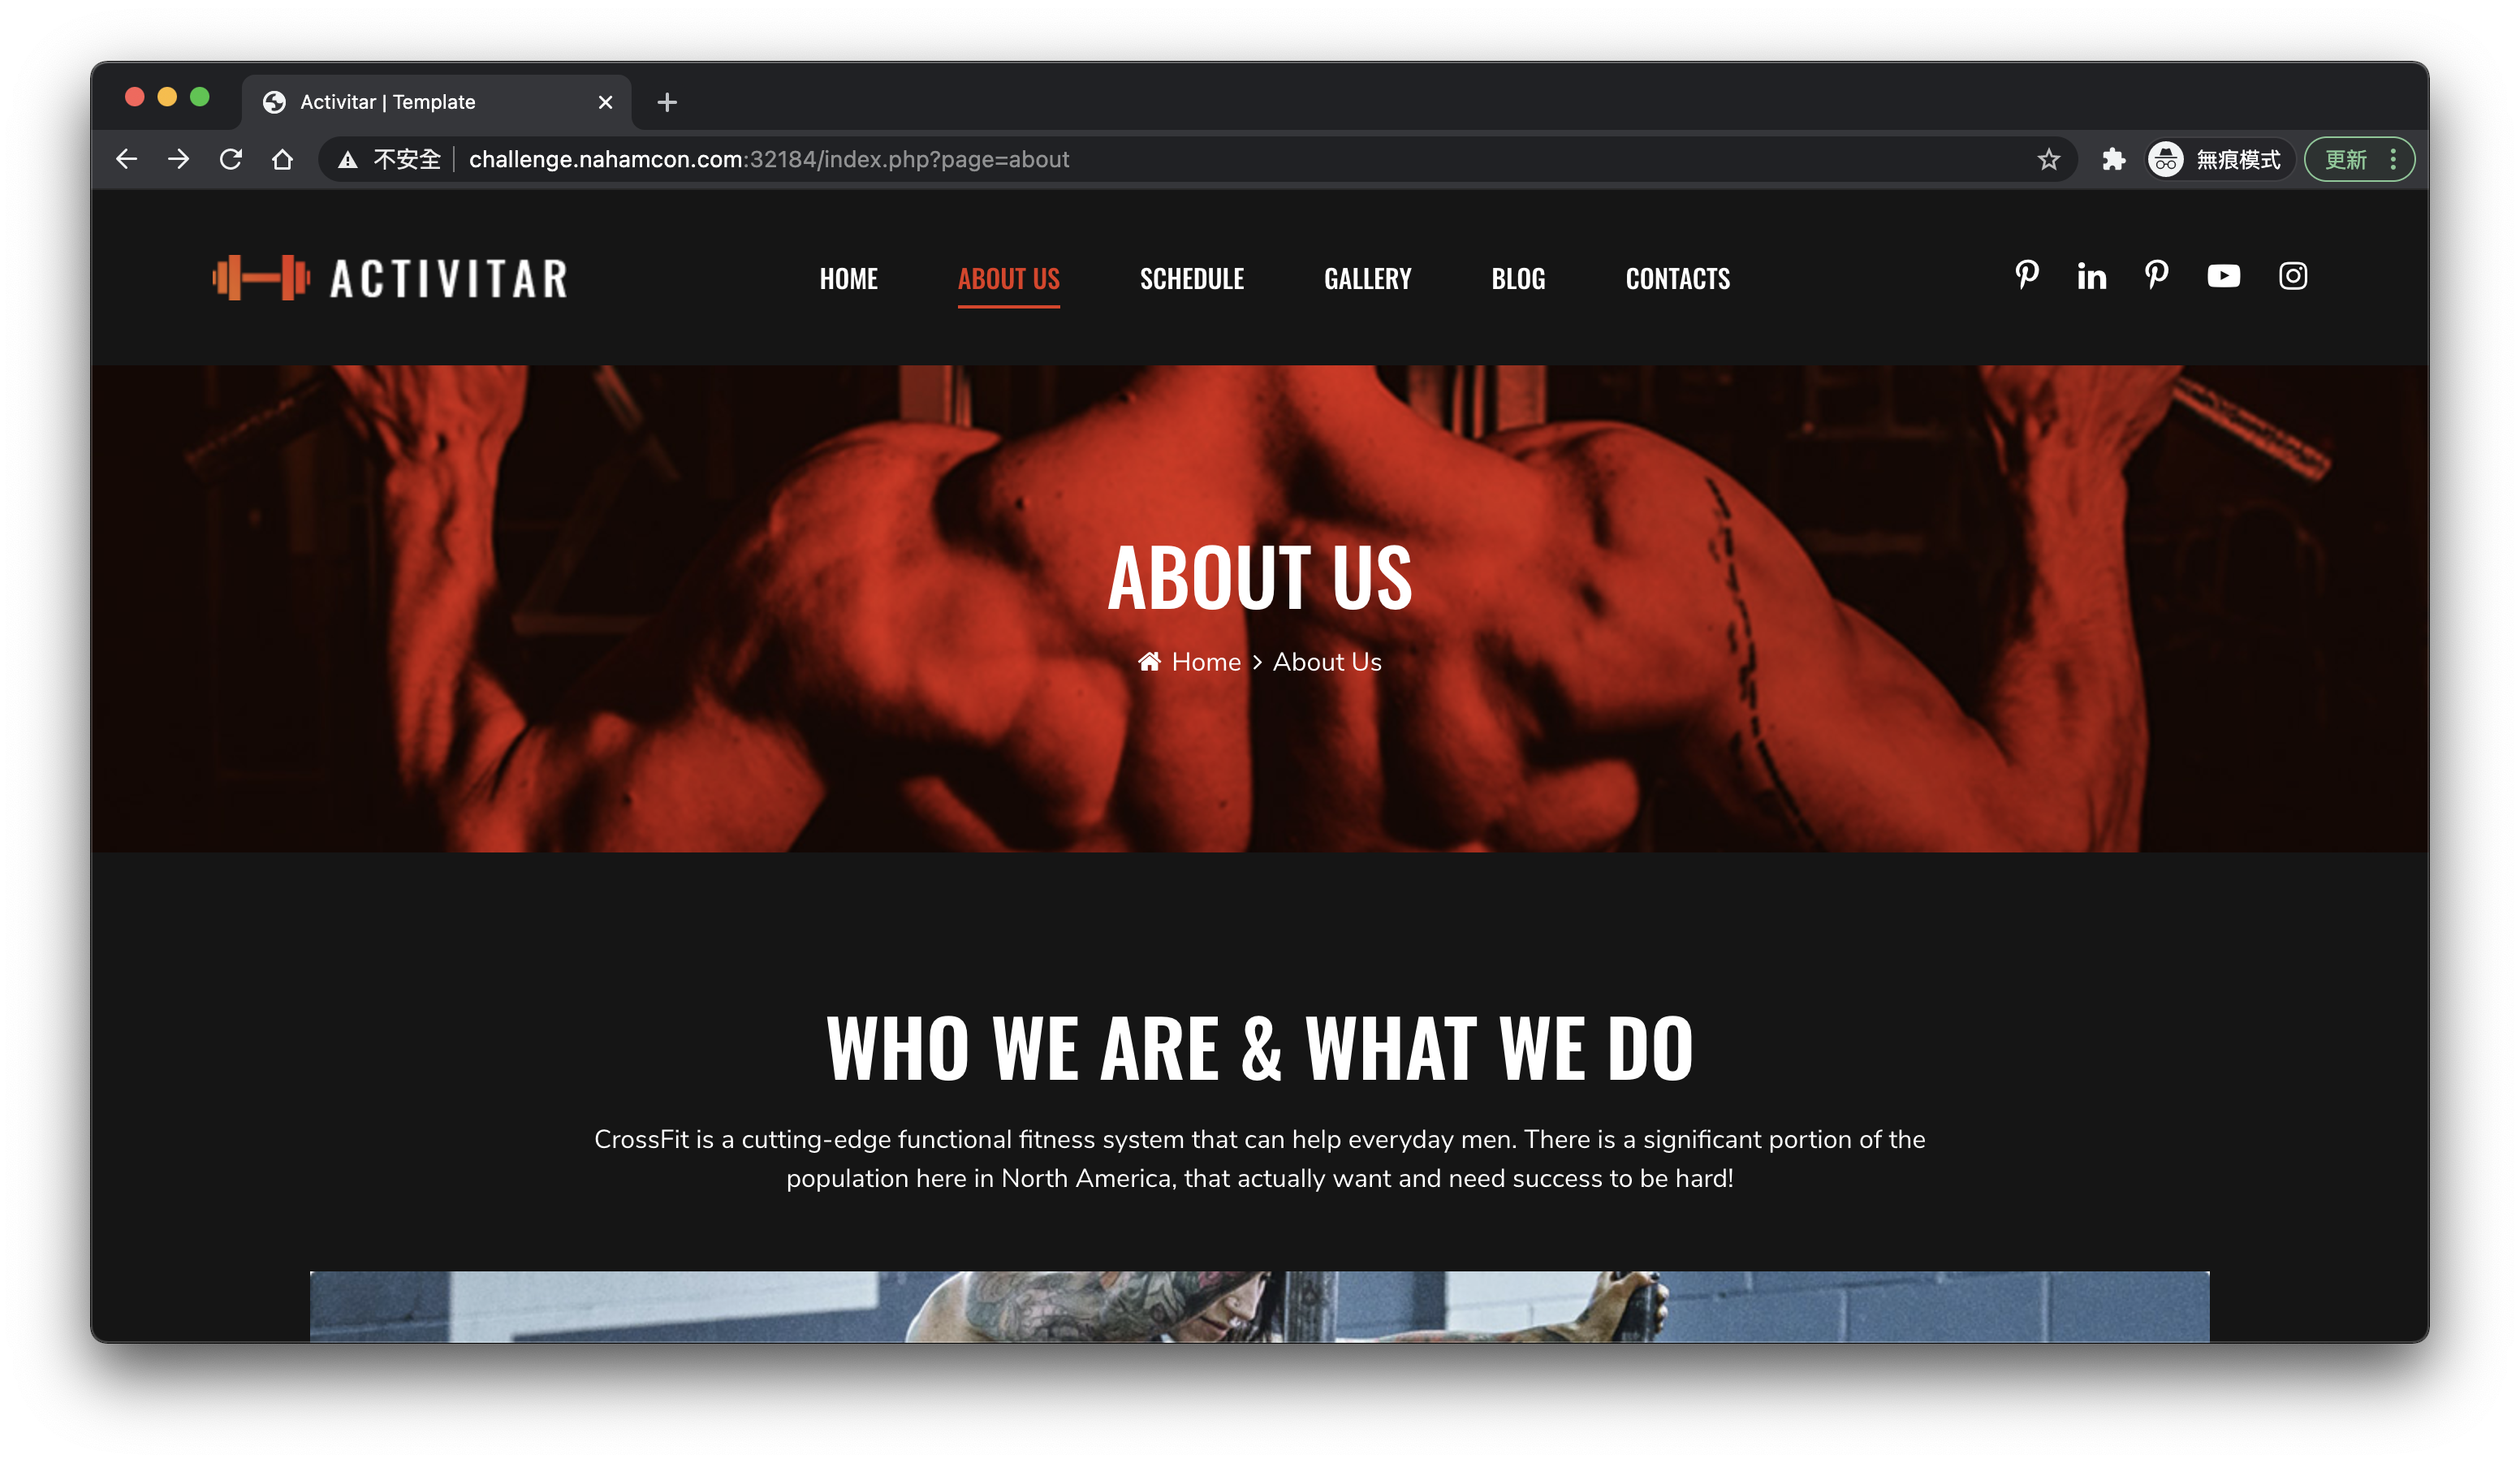 Activitar | Template
不安全 challenge.nahamcon.com:32184/index.php?page=about 無痕模式 更新
ACTIVITAR HOME ABOUT US SCHEDULE GALLERY BLOG CONTACTS
ABOUT US
Home > About Us
WHO WE ARE & WHAT WE DO
CrossFit is a cutting-edge functional fitness system that can help everyday men. There is a significant portion of the
population here in North America, that actually want and need success to be hard!